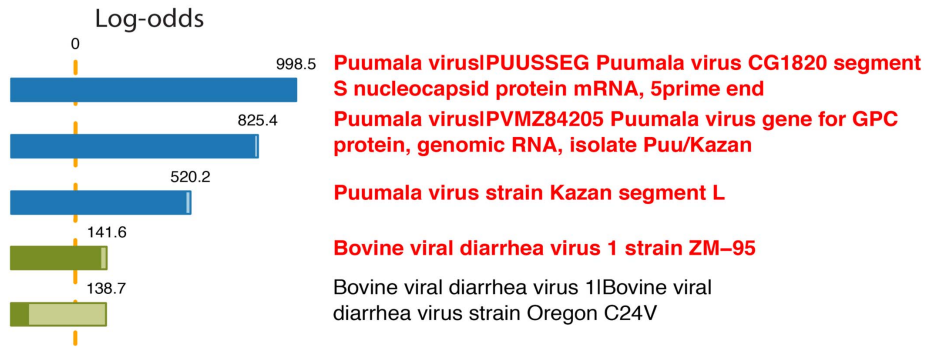 Log-odds
0
998.5
Puumala virus|PUUSSEG Puumala virus CG1820 segment
S nucleocapsid protein mRNA, 5prime end
825.4
Puumala virus|PVMZ84205 Puumala virus gene for GPC
protein, genomic RNA, isolate Puu/Kazan
520.2
Puumala virus strain Kazan segment L
141.6
Bovine viral diarrhea virus 1 strain ZM−95
138.7
Bovine viral diarrhea virus 1|Bovine viral
diarrhea virus strain Oregon C24V